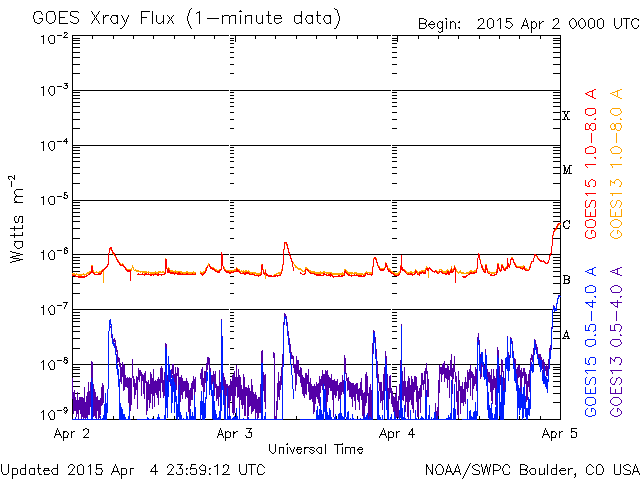 GOES Xray Flux (1-minute data)
Begin: 2015 Apr 2 0000 UTC
10-2
10-3
10-4
10-5
10-6
10-7
10-8
10-9
Watts m-2
X
M
C
B
A
GOES15 1.0-8.0 A
GOES13 1.0-8.0 A
GOES15 0.5-4.0 A
GOES13 0.5-4.0 A
Apr 2
Apr 3
Apr 4
Apr 5
Universal Time
Updated 2015 Apr 4 23:59:12 UTC
NOAA/SWPC Boulder, CO USA